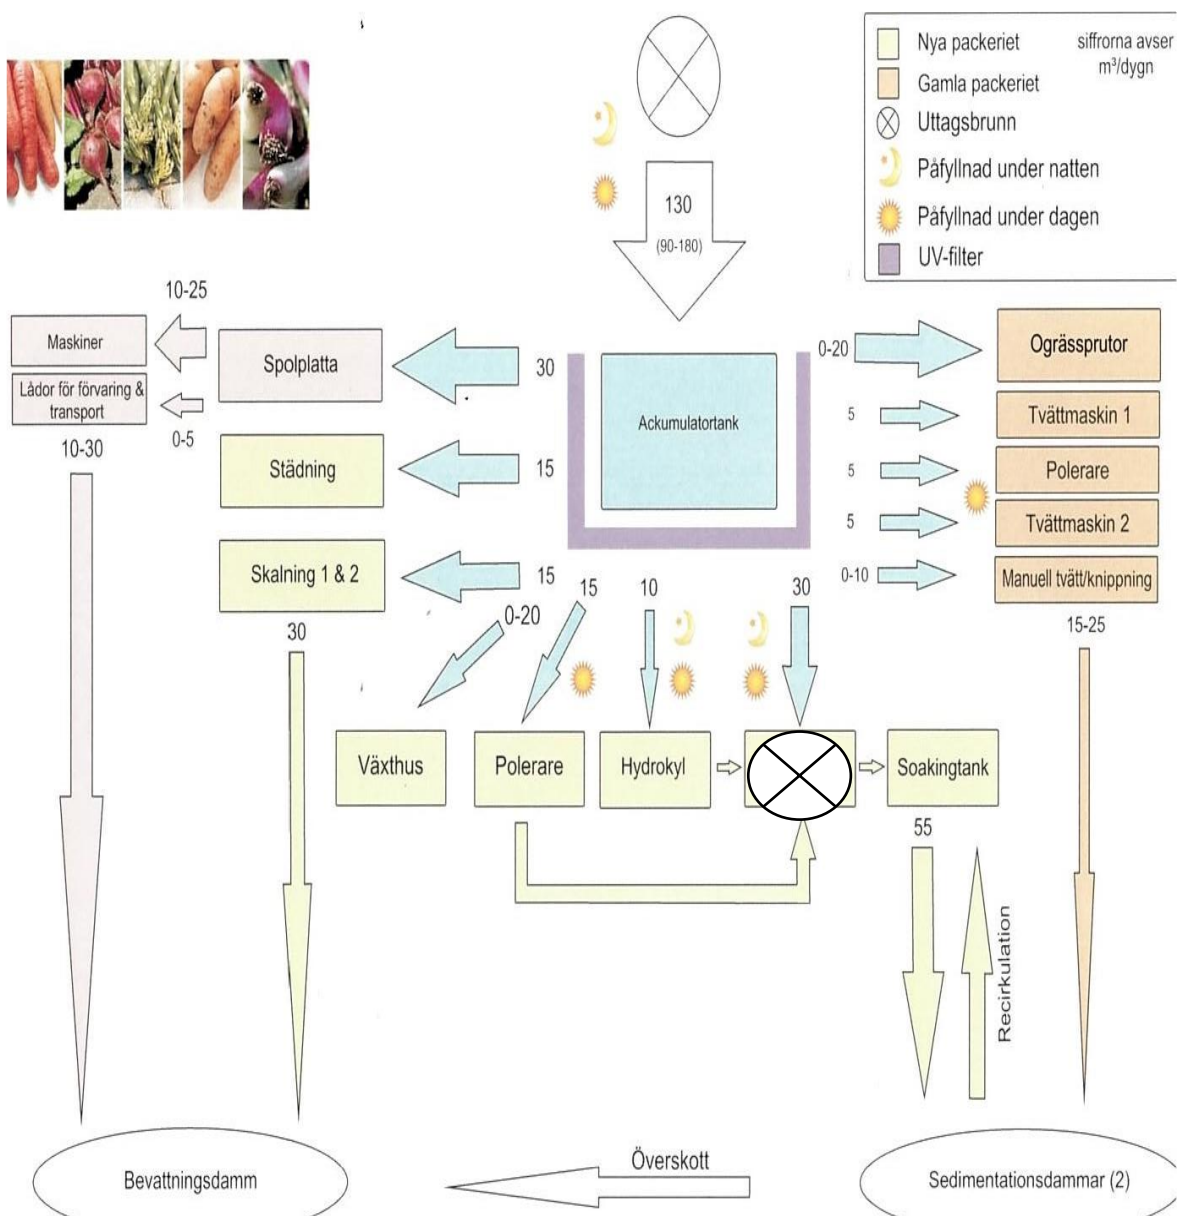 Nya packeriet
siffrorna avser
m³/dygn
Gamla packeriet
Uttagsbrunn
Påfyllnad under natten
Påfyllnad under dagen
UV-filter
130
(90-180)
10-25
Maskiner
Lådor för förvaring &
transport
0-5
10-30
Spolplatta
30
Städning
15
Skalning 1 & 2
15
30
Ackumulatortank
0-20
Ogrässprutor
5
Tvättmaskin 1
5
Polerare
5
Tvättmaskin 2
0-10
Manuell tvätt/knippning
15-25
0-20
15
10
30
Växthus
Polerare
Hydrokyl
Soakingtank
55
Recirkulation
Överskott
Bevattningsdamm
Sedimentationsdammar (2)